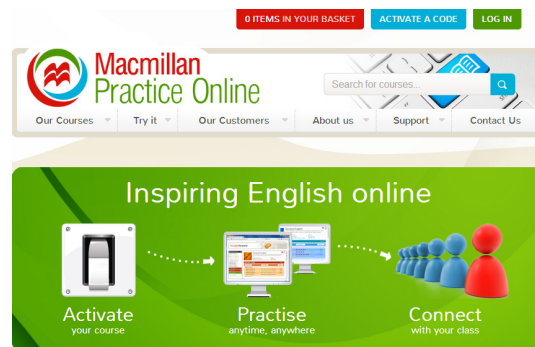 0 ITEMS IN YOUR BASKET ACTIVATE A CODE LOG IN
Macmillan
Practice Online
Search for courses...
Our Courses Try it Our Customers About us Support Contact Us
Inspiring English online
Activate Practise Connect
your course anytime, anywhere with your class